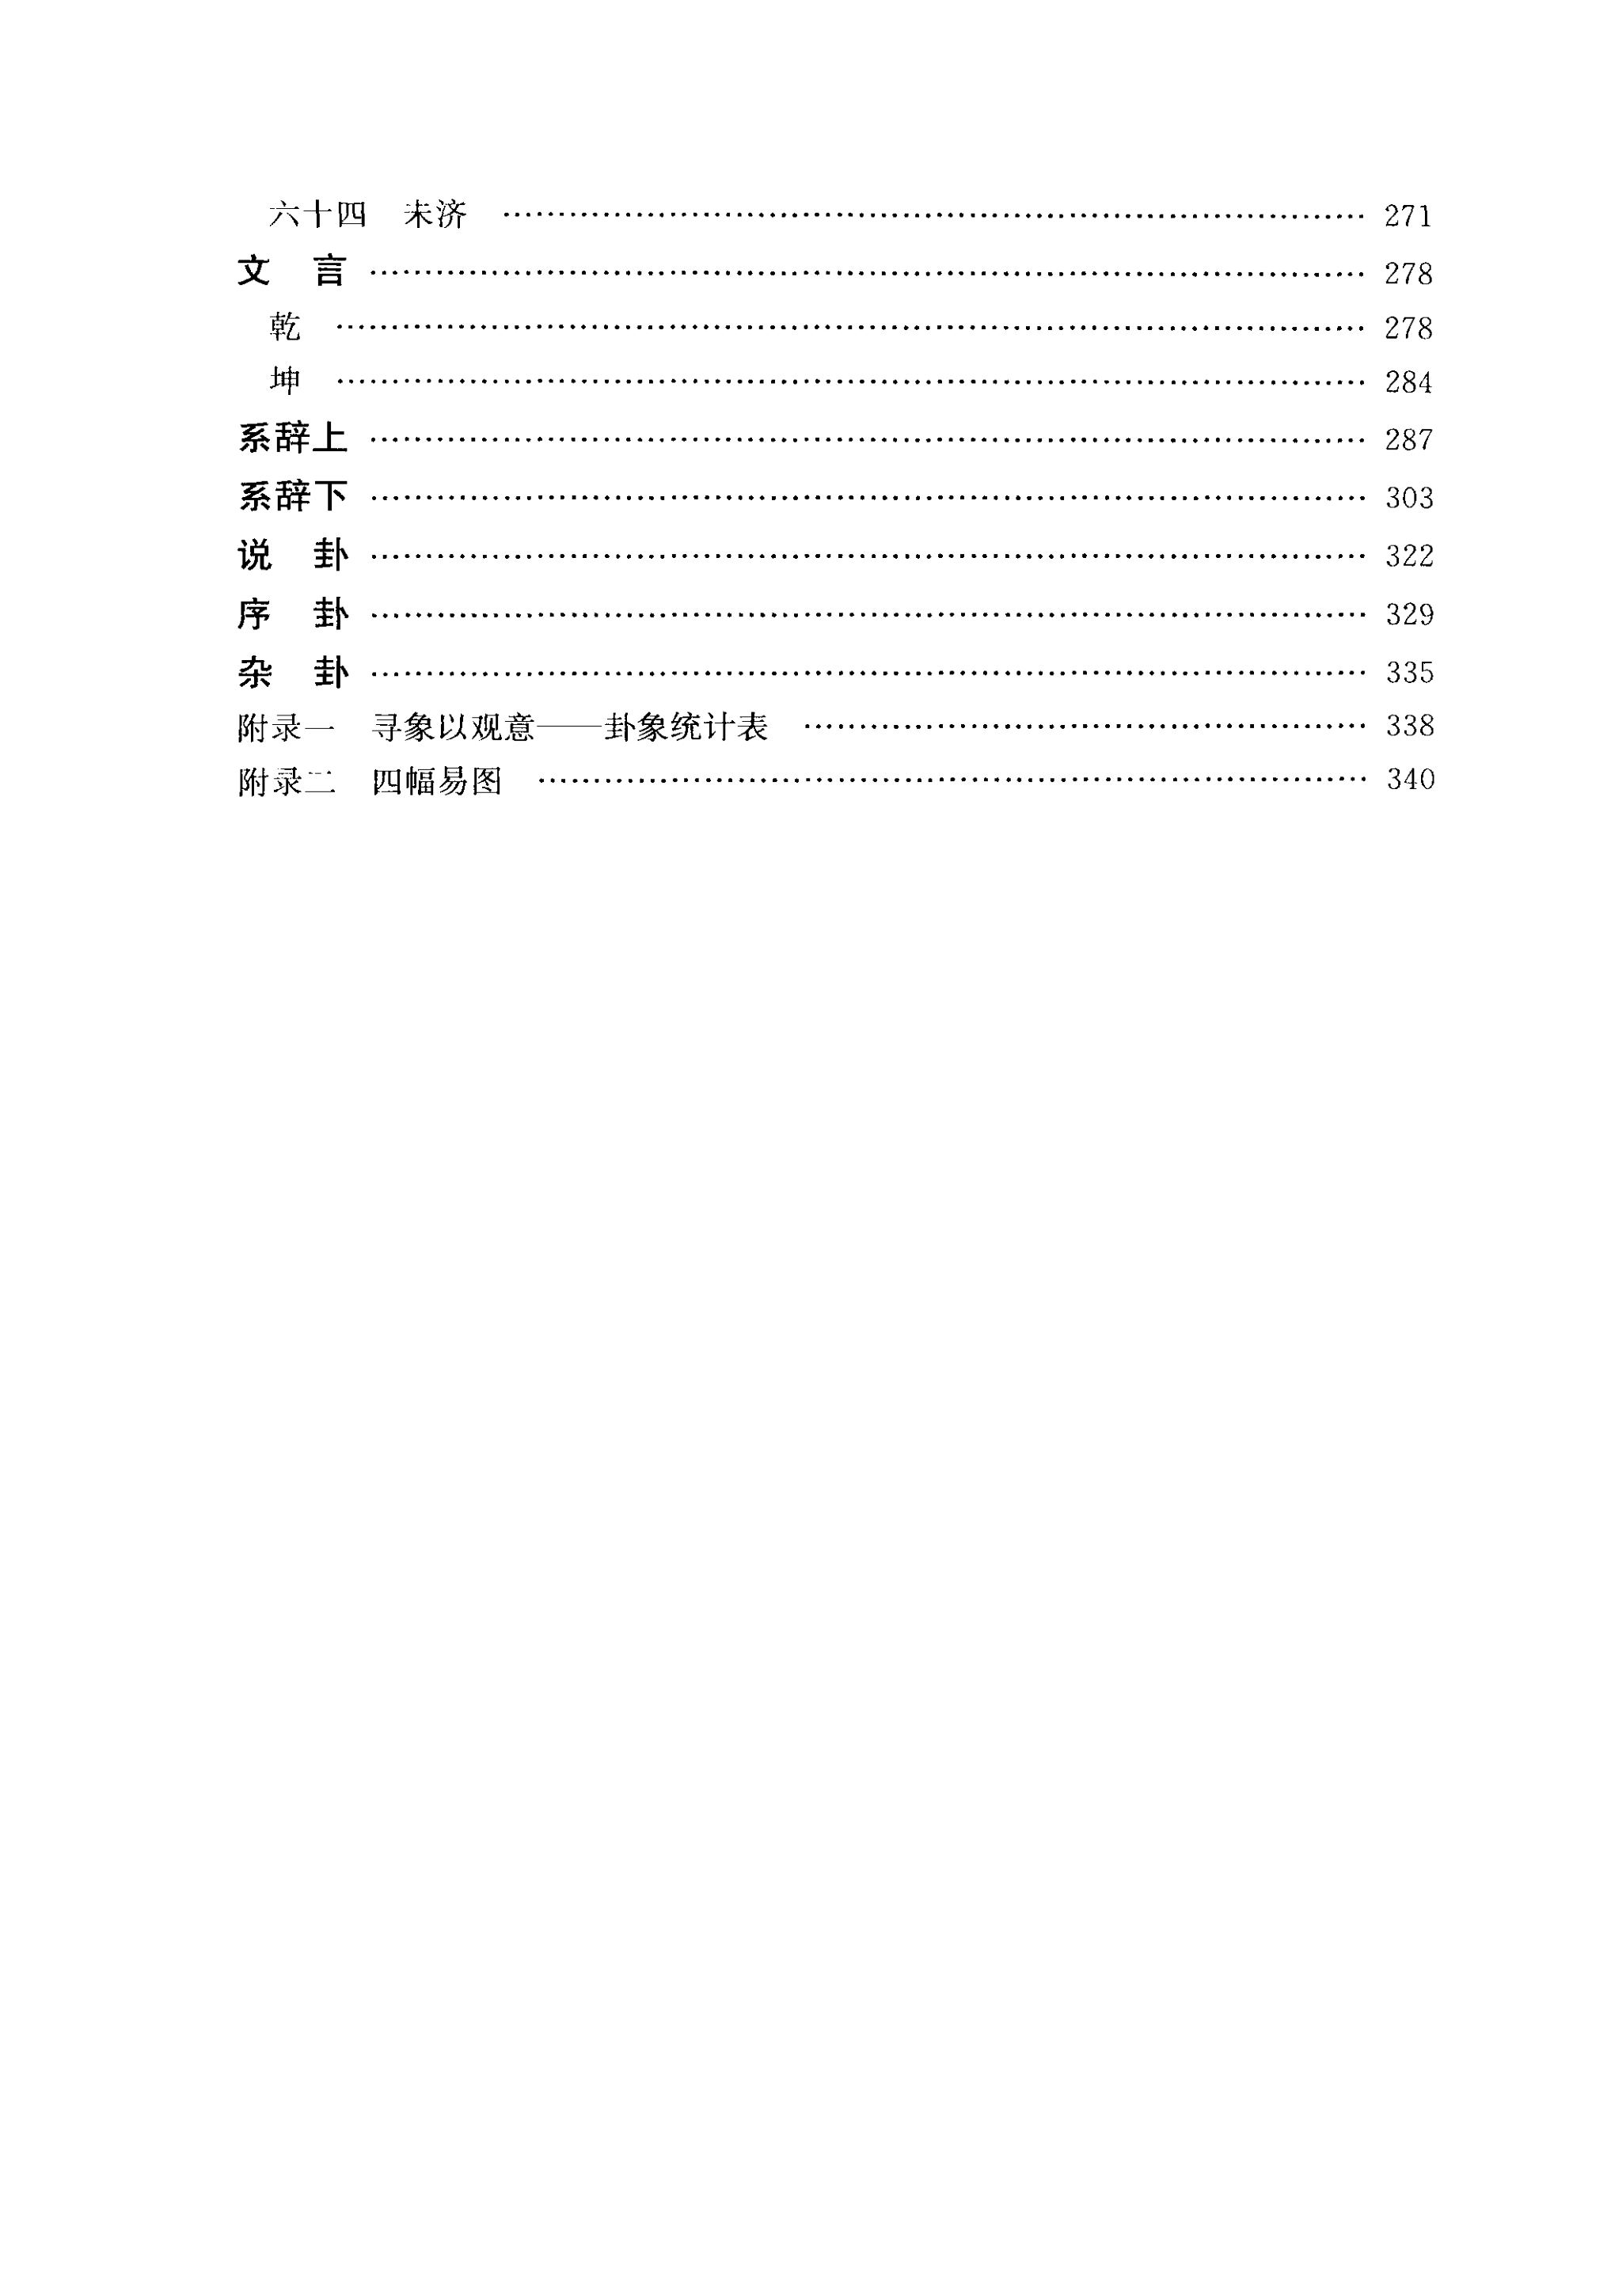 六十四　未济 …… 271
文　言 …… 278
乾 …… 278
坤 …… 284
系辞上 …… 287
系辞下 …… 303
说　卦 …… 322
序　卦 …… 329
杂　卦 …… 335
附录一　寻象以观意——卦象统计表 …… 338
附录二　四幅易图 …… 340